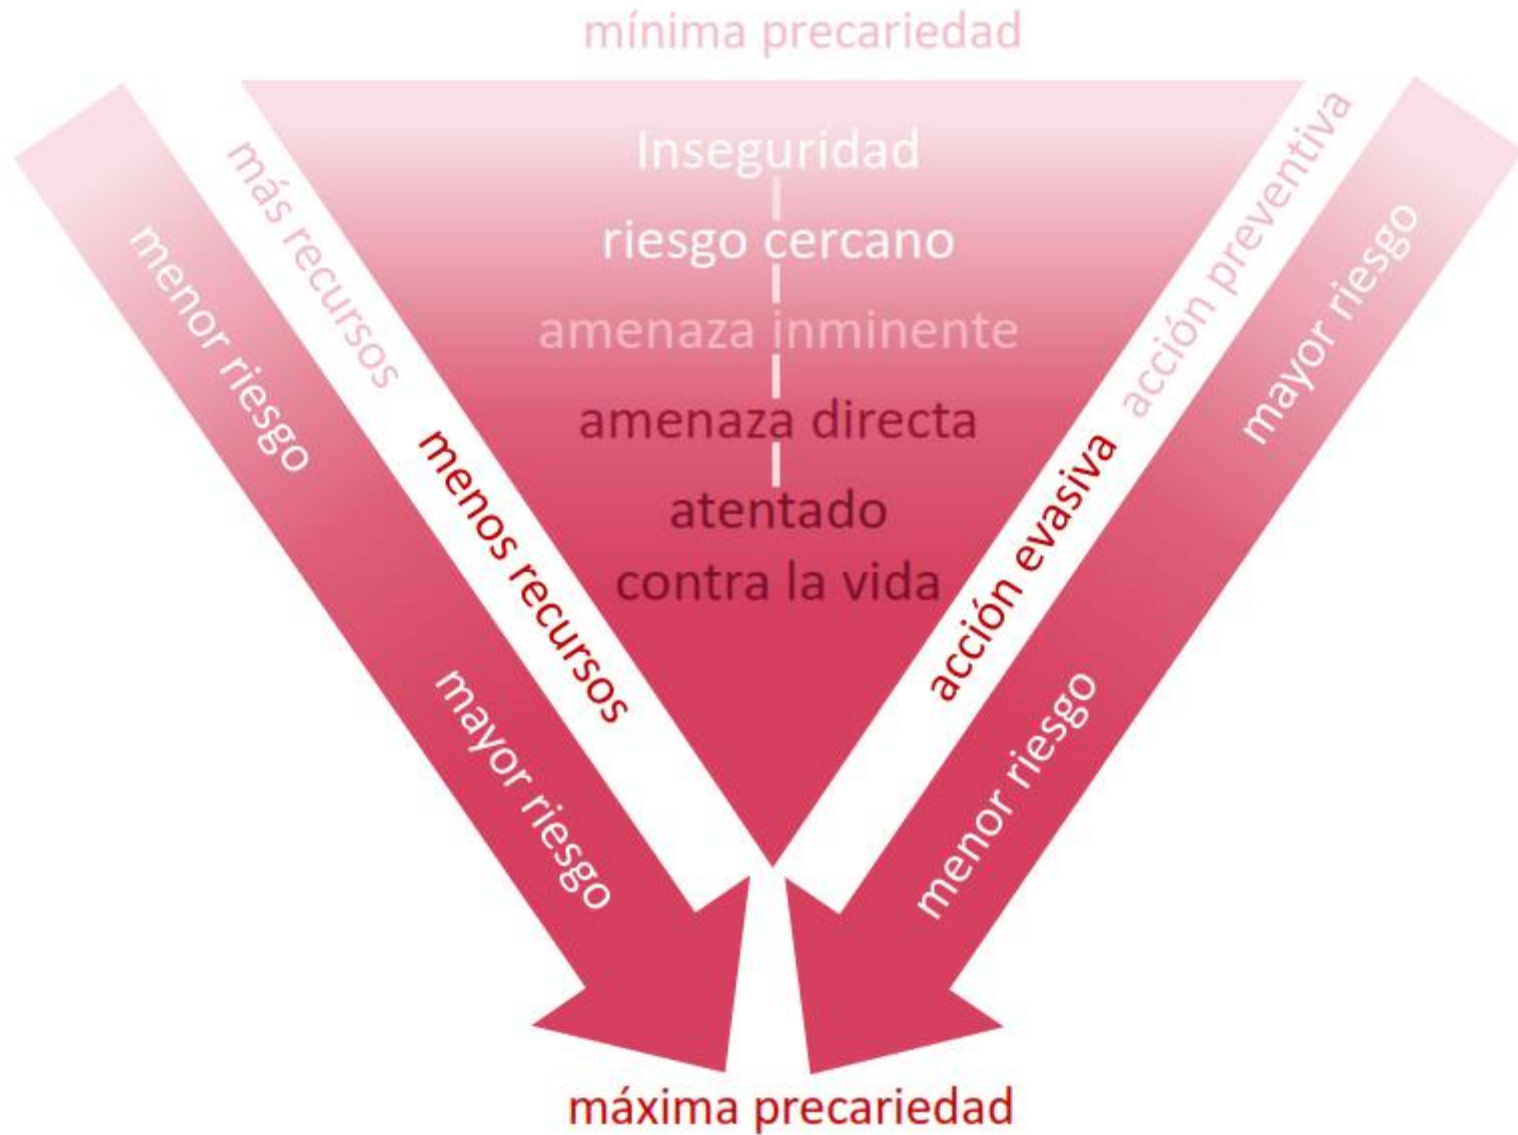 mínima precariedad
Inseguridad
riesgo cercano
amenaza inminente
amenaza directa
atentado
contra la vida
más recursos
menos recursos
menor riesgo
mayor riesgo
acción preventiva
acción evasiva
mayor riesgo
menor riesgo
máxima precariedad